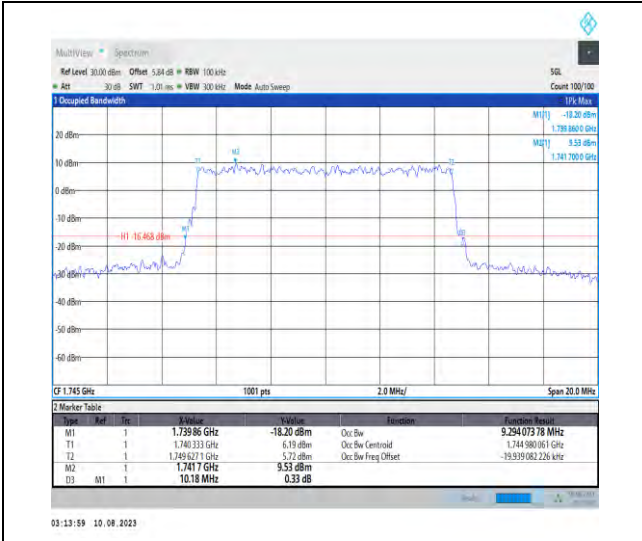 MultiView Spectrum
Ref Level 30.00 dBm Offset 5.84 dB RBW 100 kHz SGL
Att 30 dB SWT 1.01 ms VBW 300 kHz Mode Auto Sweep Count 100/100
1 Occupied Bandwidth 1Pk Max
M1[1] -18.20 dBm
1.739 8600 GHz
M2[1] 9.53 dBm
1.741 7000 GHz
20 dBm
10 dBm
0 dBm
-10 dBm
-20 dBm
-30 dBm
-40 dBm
-50 dBm
-60 dBm
M2
T1
T2
M1
H1 -16.468 dBm
CF 1.745 GHz 1001 pts 2.0 MHz/ Span 20.0 MHz
2 Marker Table
Type Ref Trc X-Value Y-Value Function Function Result
M1 1 1.739 86 GHz -18.20 dBm Occ Bw 9.294 073 78 MHz
T1 1 1.740 333 GHz 6.19 dBm Occ Bw Centroid 1.744 980 061 GHz
T2 1 1.749 627 1 GHz 5.72 dBm Occ Bw Freq Offset -19.939 082 226 kHz
M2 1 1.741 7 GHz 9.53 dBm
D3 M1 1 10.18 MHz 0.33 dB
03:13:59 10.08.2023